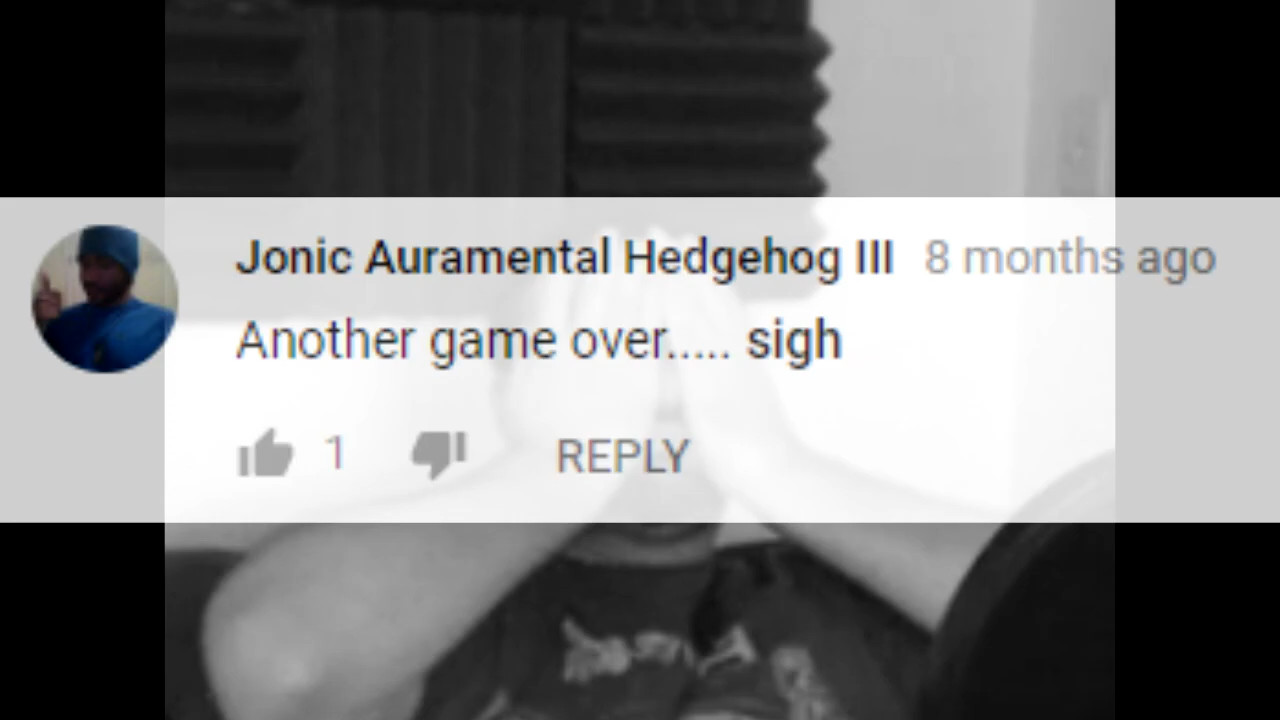 Jonic Auramental Hedgehog III 8 months ago
Another game over..... sigh
1
REPLY